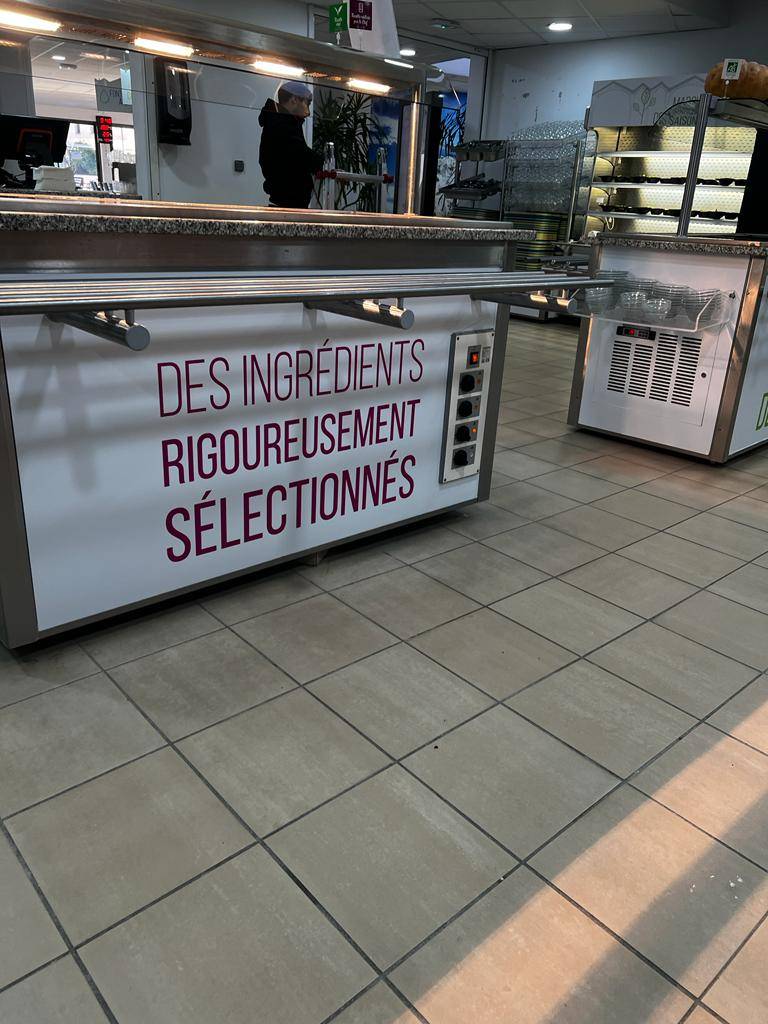 DES INGRÉDIENTS
RIGOUREUSEMENT
SÉLECTIONNÉS